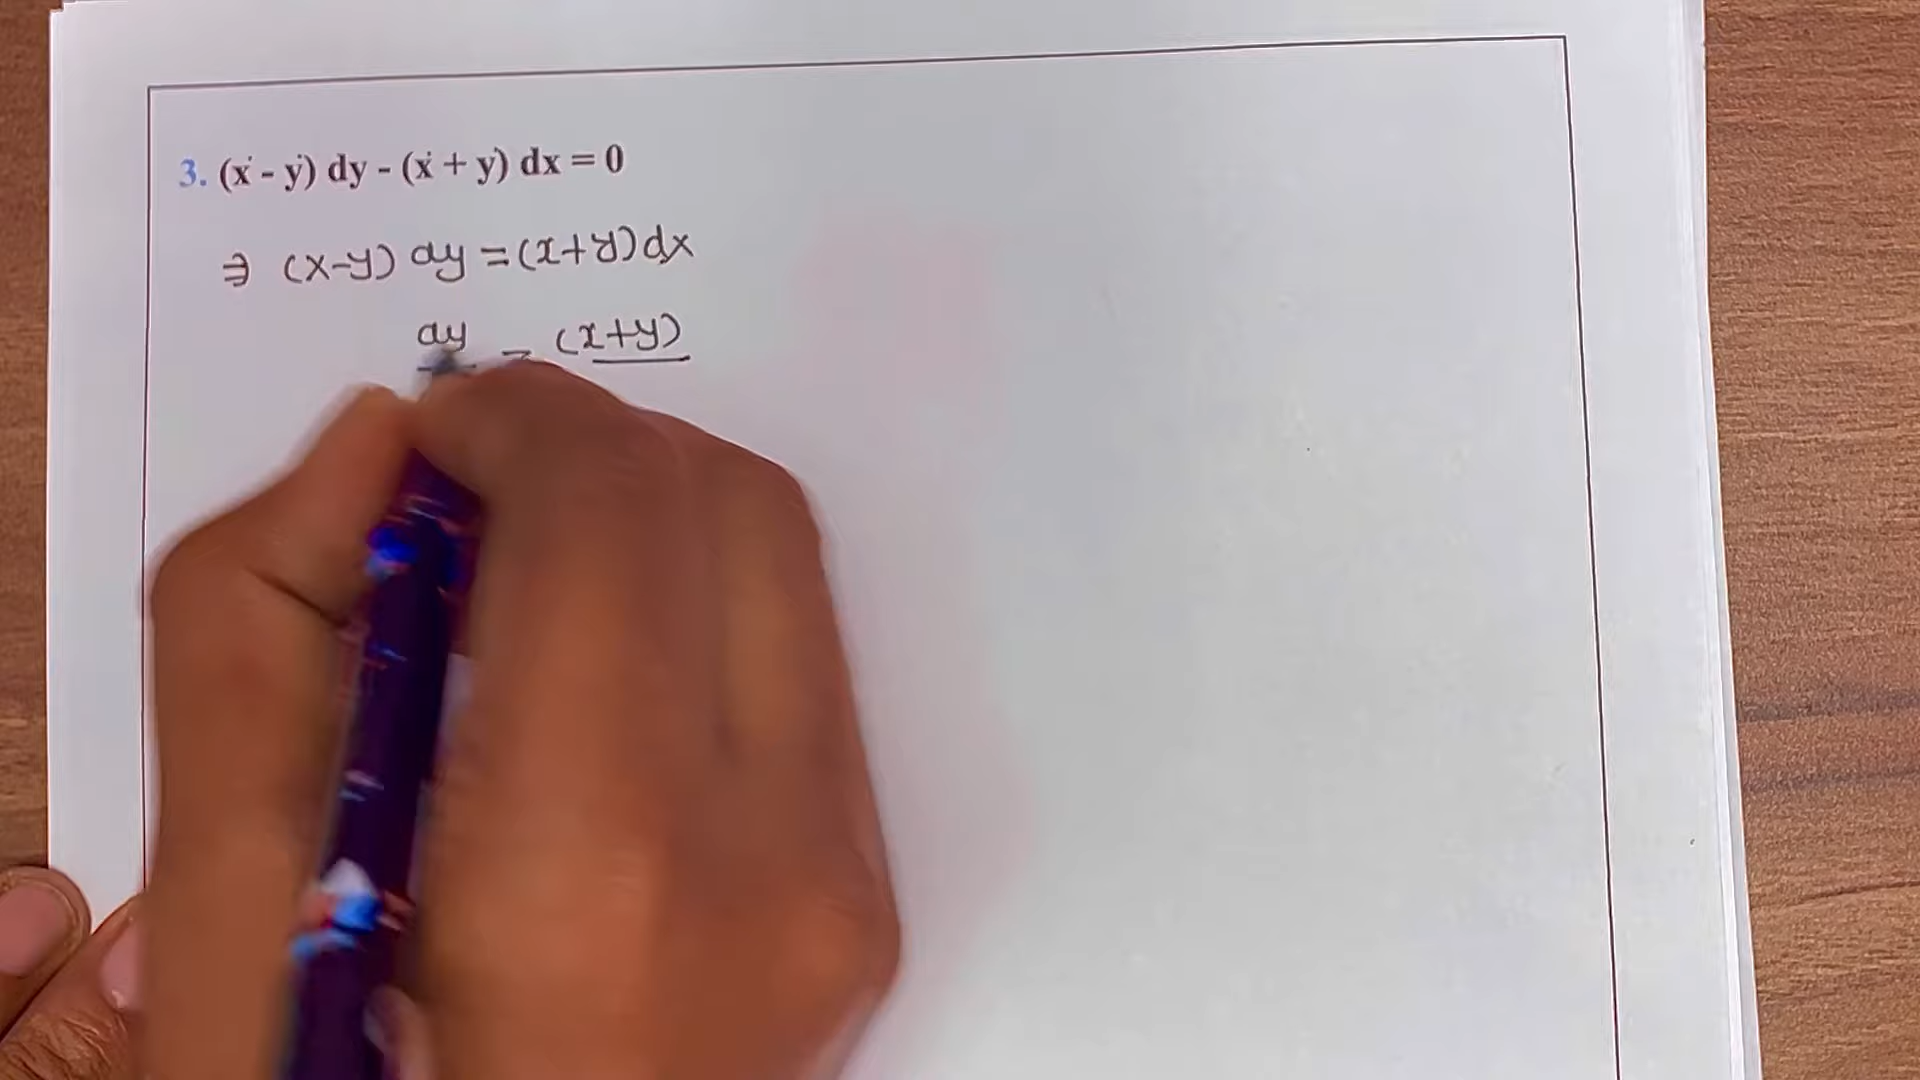 3. (x - y) dy - (x + y) dx = 0
⇒ (x-y) dy = (x+y) dx
dy = (x+y)